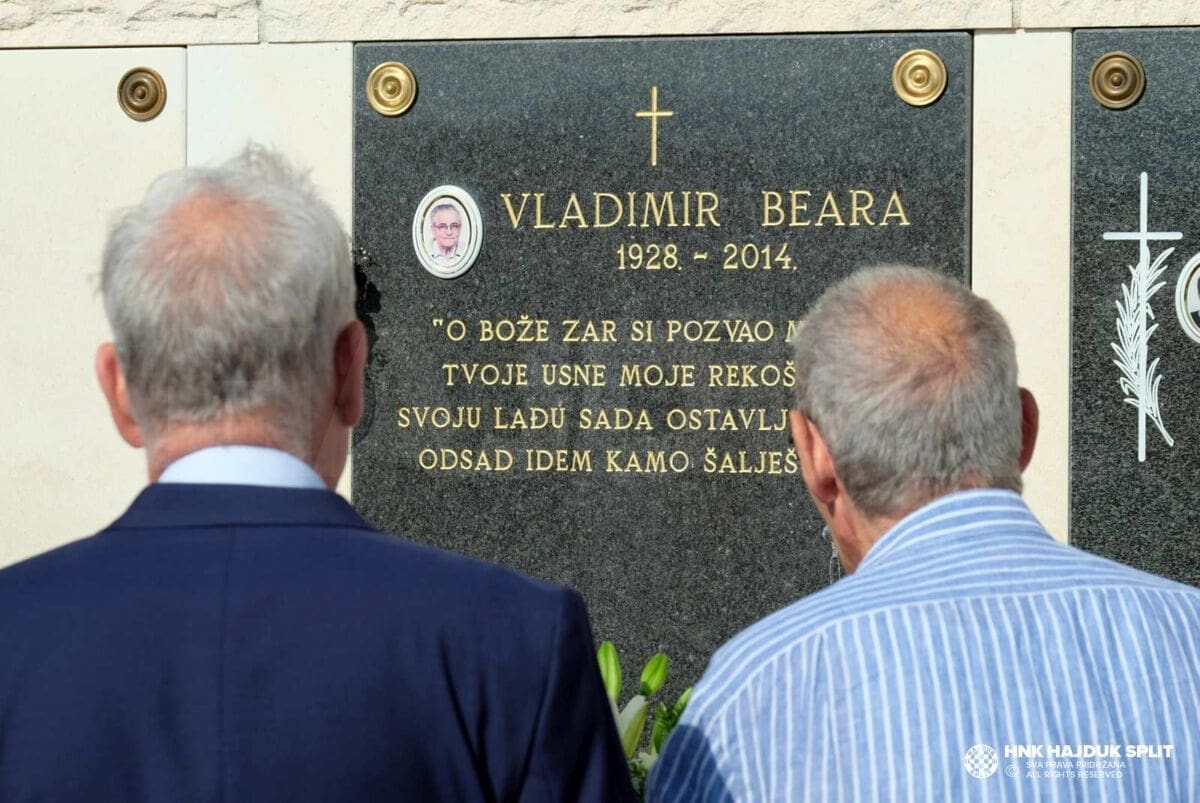 VLADIMIR BEARA
1928. - 2014.
"O BOŽE ZAR SI POZVAO
TVOJE USNE MOJE REKOŠ
SVOJU LAĐU SADA OSTAVLJ
ODSAD IDEM KAMO ŠALJEŠ
HNK HAJDUK SPLIT
© SVA PRAVA PRIDRŽANA
ALL RIGHTS RESERVED